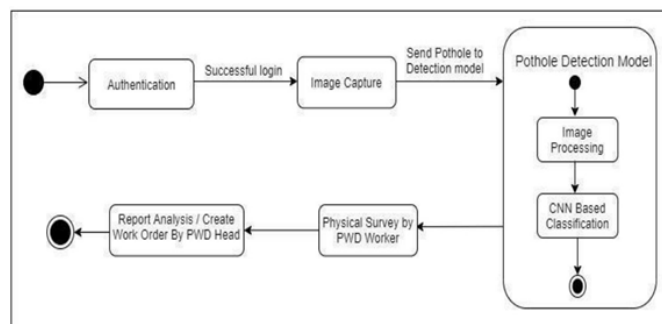 Authentication
Successful login
Image Capture
Send Pothole to
Detection model
Pothole Detection Model
Image
Processing
CNN Based
Classification
Physical Survey by
PWD Worker
Report Analysis / Create
Work Order By PWD Head